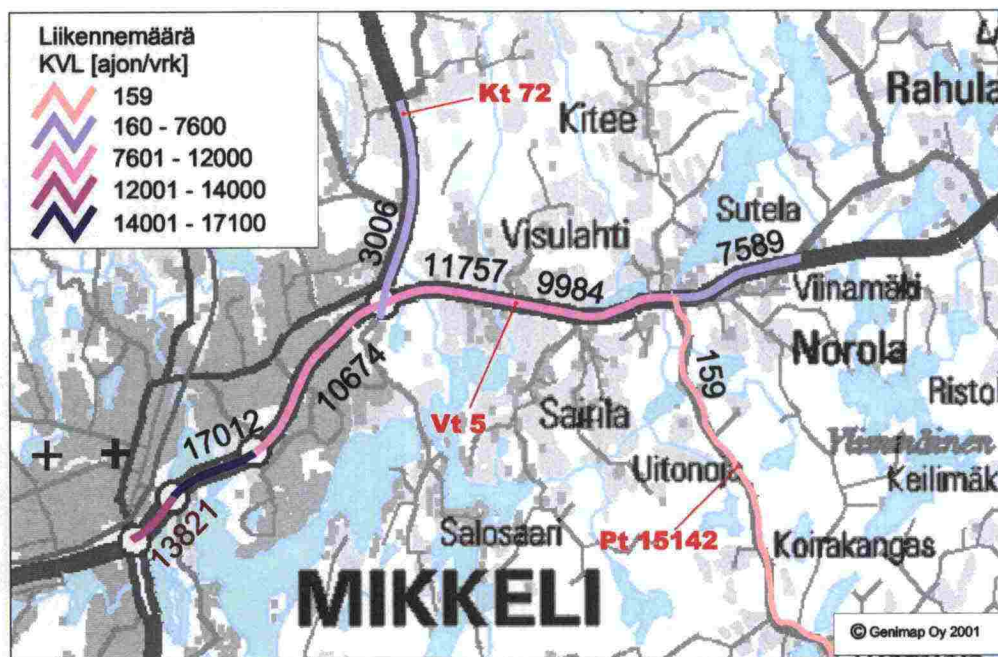 Liikennemäärä
KVL [ajon/vrk]
159
160 - 7600
7601 - 12000
12001 - 14000
14001 - 17100
Kt 72
Kitee
Rahula
Sutela
Visulahti
3006
11757
9984
7589
Viinamäki
Norola
10674
159
Vt 5
Sairila
17012
Uitonoja
Keilimäk
13821
Salosaari
Pt 15142
Koirakangas
MIKKELI
© Genimap Oy 2001